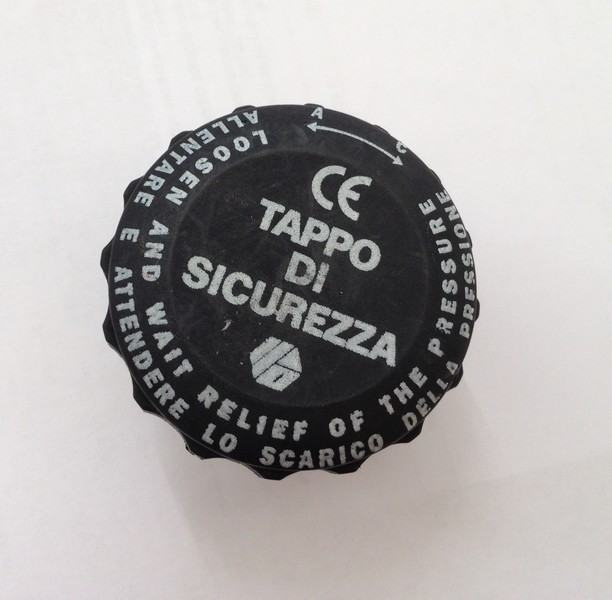 A C
CE
TAPPO
DI
SICUREZZA
LOOSEN AND WAIT RELIEF OF THE PRESSURE
ALLENTARE E ATTENDERE LO SCARICO DELLA PRESSIONE